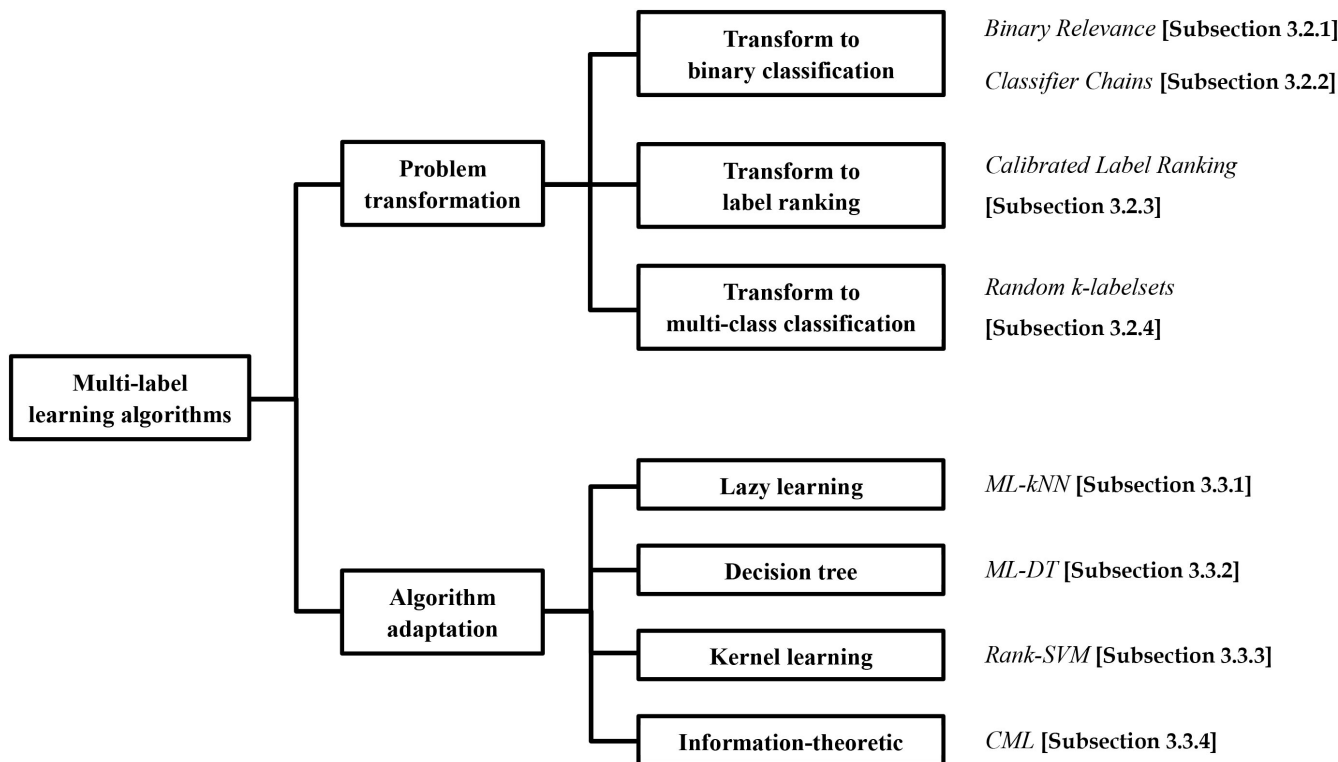 Multi-label
learning algorithms
Problem
transformation
Transform to
binary classification
Binary Relevance [Subsection 3.2.1]
Classifier Chains [Subsection 3.2.2]
Transform to
label ranking
Calibrated Label Ranking
[Subsection 3.2.3]
Transform to
multi-class classification
Random k-labelsets
[Subsection 3.2.4]
Algorithm
adaptation
Lazy learning
ML-kNN [Subsection 3.3.1]
Decision tree
ML-DT [Subsection 3.3.2]
Kernel learning
Rank-SVM [Subsection 3.3.3]
Information-theoretic
CML [Subsection 3.3.4]